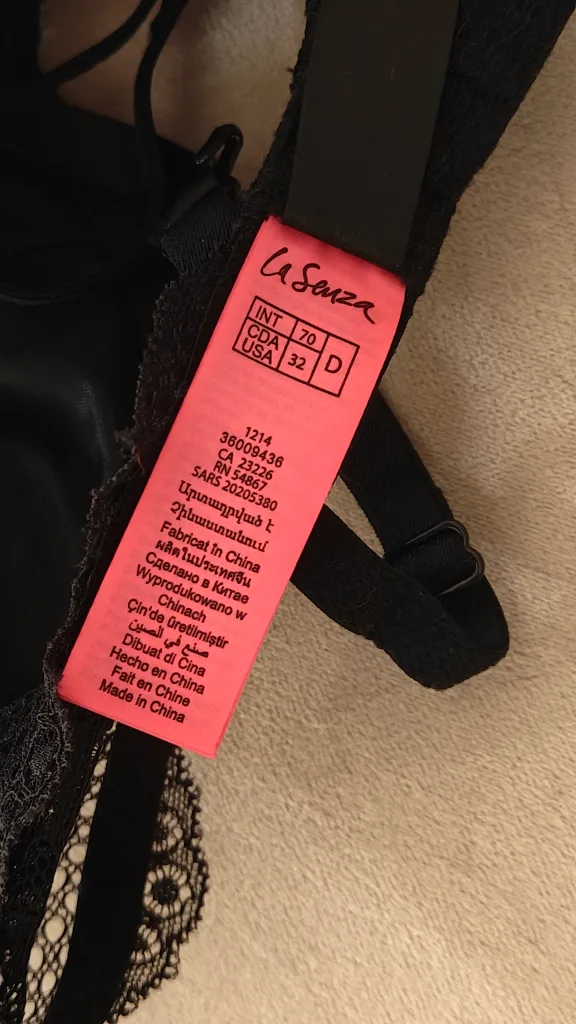 La Senza
INT 70 D
CDA USA 32
1214
36009436
CA 23226
RN 54867
SARS 20205380
Արտադրված է
Չինաստանում
Fabricat în China
ผลิตในประเทศจีน
Сделано в Китае
Wyprodukowano w
Chinach
Çin'de üretilmiştir
صنع في الصين
Dibuat di Cina
Hecho en China
Fait en Chine
Made in China